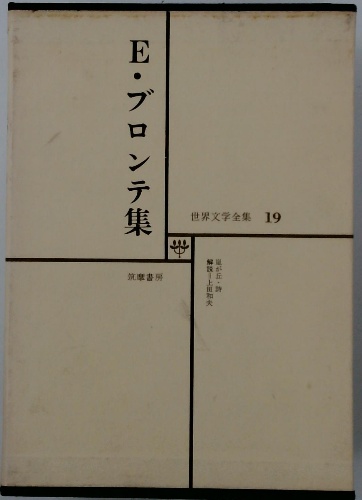 E・ブロンテ集
世界文学全集 19
嵐が丘・詩
解説=上田和夫
筑摩書房